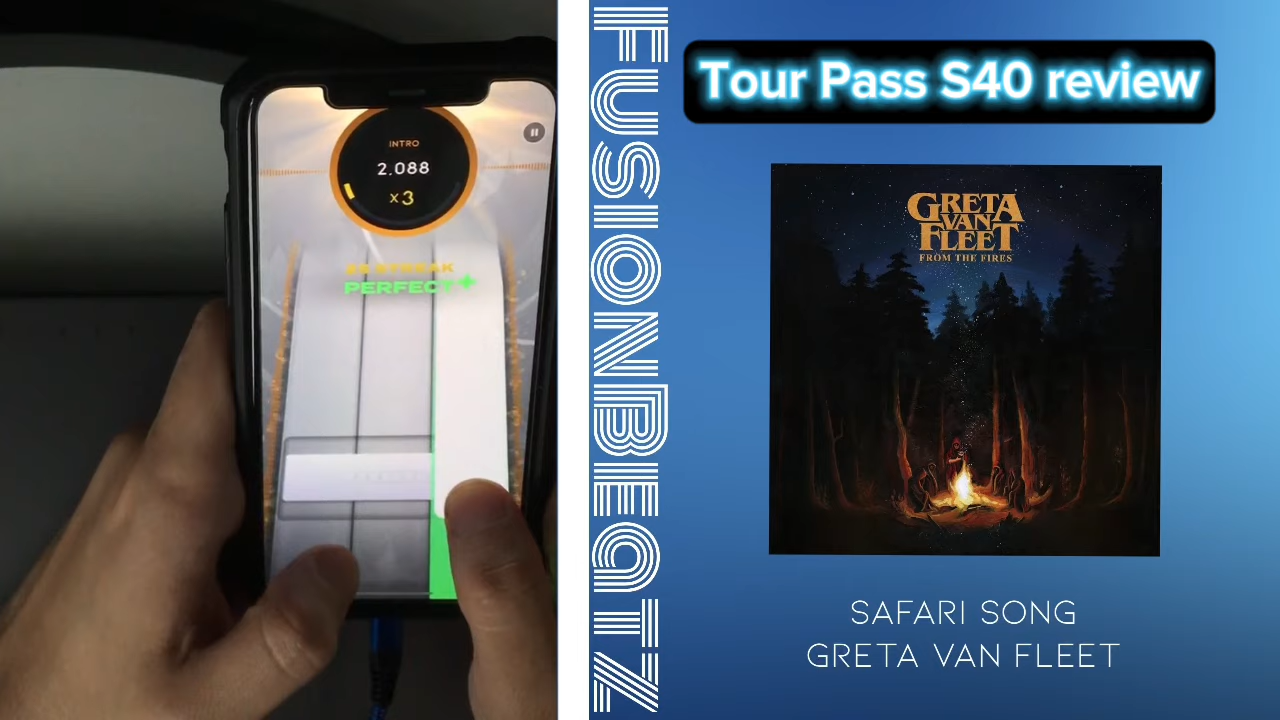 INTRO
2,088
x3
STREAK
PERFECT+
FUSIONBEATZ
Tour Pass S40 review
GRETA
VAN
FLEET
FROM THE FIRES
SAFARI SONG
GRETA VAN FLEET